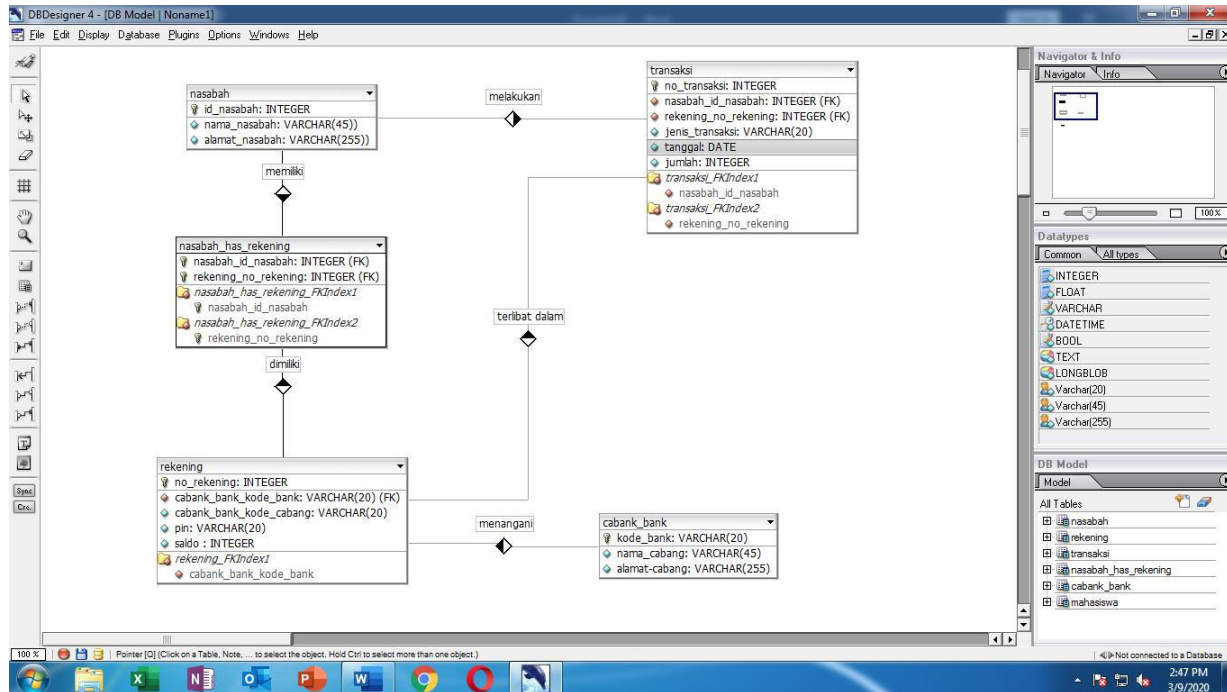 DBDesigner 4 - [DB Model | Noname1]
File Edit Display Database Plugins Options Windows Help
nasabah
id_nasabah: INTEGER
nama_nasabah: VARCHAR(45))
alamat_nasabah: VARCHAR(255))
melakukan
transaksi
no_transaksi: INTEGER
nasabah_id_nasabah: INTEGER (FK)
rekening_no_rekening: INTEGER (FK)
jenis_transaksi: VARCHAR(20)
tanggal: DATE
jumlah: INTEGER
transaksi_FKIndex1
nasabah_id_nasabah
transaksi_FKIndex2
rekening_no_rekening
memiliki
nasabah_has_rekening
nasabah_id_nasabah: INTEGER (FK)
rekening_no_rekening: INTEGER (FK)
nasabah_has_rekening_FKIndex1
nasabah_id_nasabah
nasabah_has_rekening_FKIndex2
rekening_no_rekening
terlibat dalam
dimiliki
rekening
no_rekening: INTEGER
cabank_bank_kode_bank: VARCHAR(20) (FK)
cabank_bank_kode_cabang: VARCHAR(20)
pin: VARCHAR(20)
saldo : INTEGER
rekening_FKIndex1
cabank_bank_kode_bank
menangani
cabank_bank
kode_bank: VARCHAR(20)
nama_cabang: VARCHAR(45)
alamat-cabang: VARCHAR(255)
Sync
Navigator & Info
Navigator Info
100 %
Datatypes
Common All types
INTEGER
FLOAT
VARCHAR
DATETIME
BOOL
TEXT
LONGBLOB
Varchar(20)
Varchar(45)
Varchar(255)
DB Model
Model
All Tables
nasabah
rekening
transaksi
nasabah_has_rekening
cabank_bank
mahasiswa
100 %
Pointer [Q] (Click on a Table, Note, ... to select the object. Hold Ctrl to select more than one object.)
Not connected to a Database
2:47 PM
3/9/2020